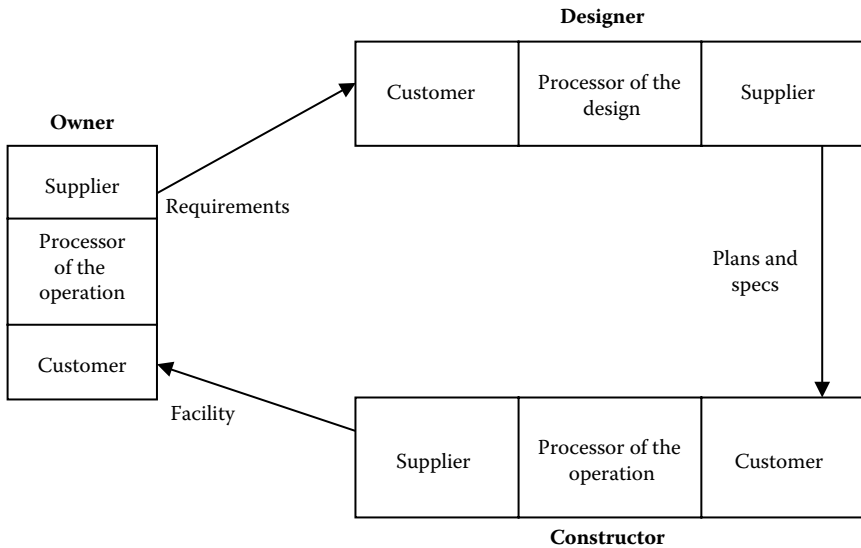 Designer
Customer
Processor of the
design
Supplier
Owner
Supplier
Requirements
Processor
of the
operation
Plans and
specs
Customer
Facility
Supplier
Processor of the
operation
Customer
Constructor